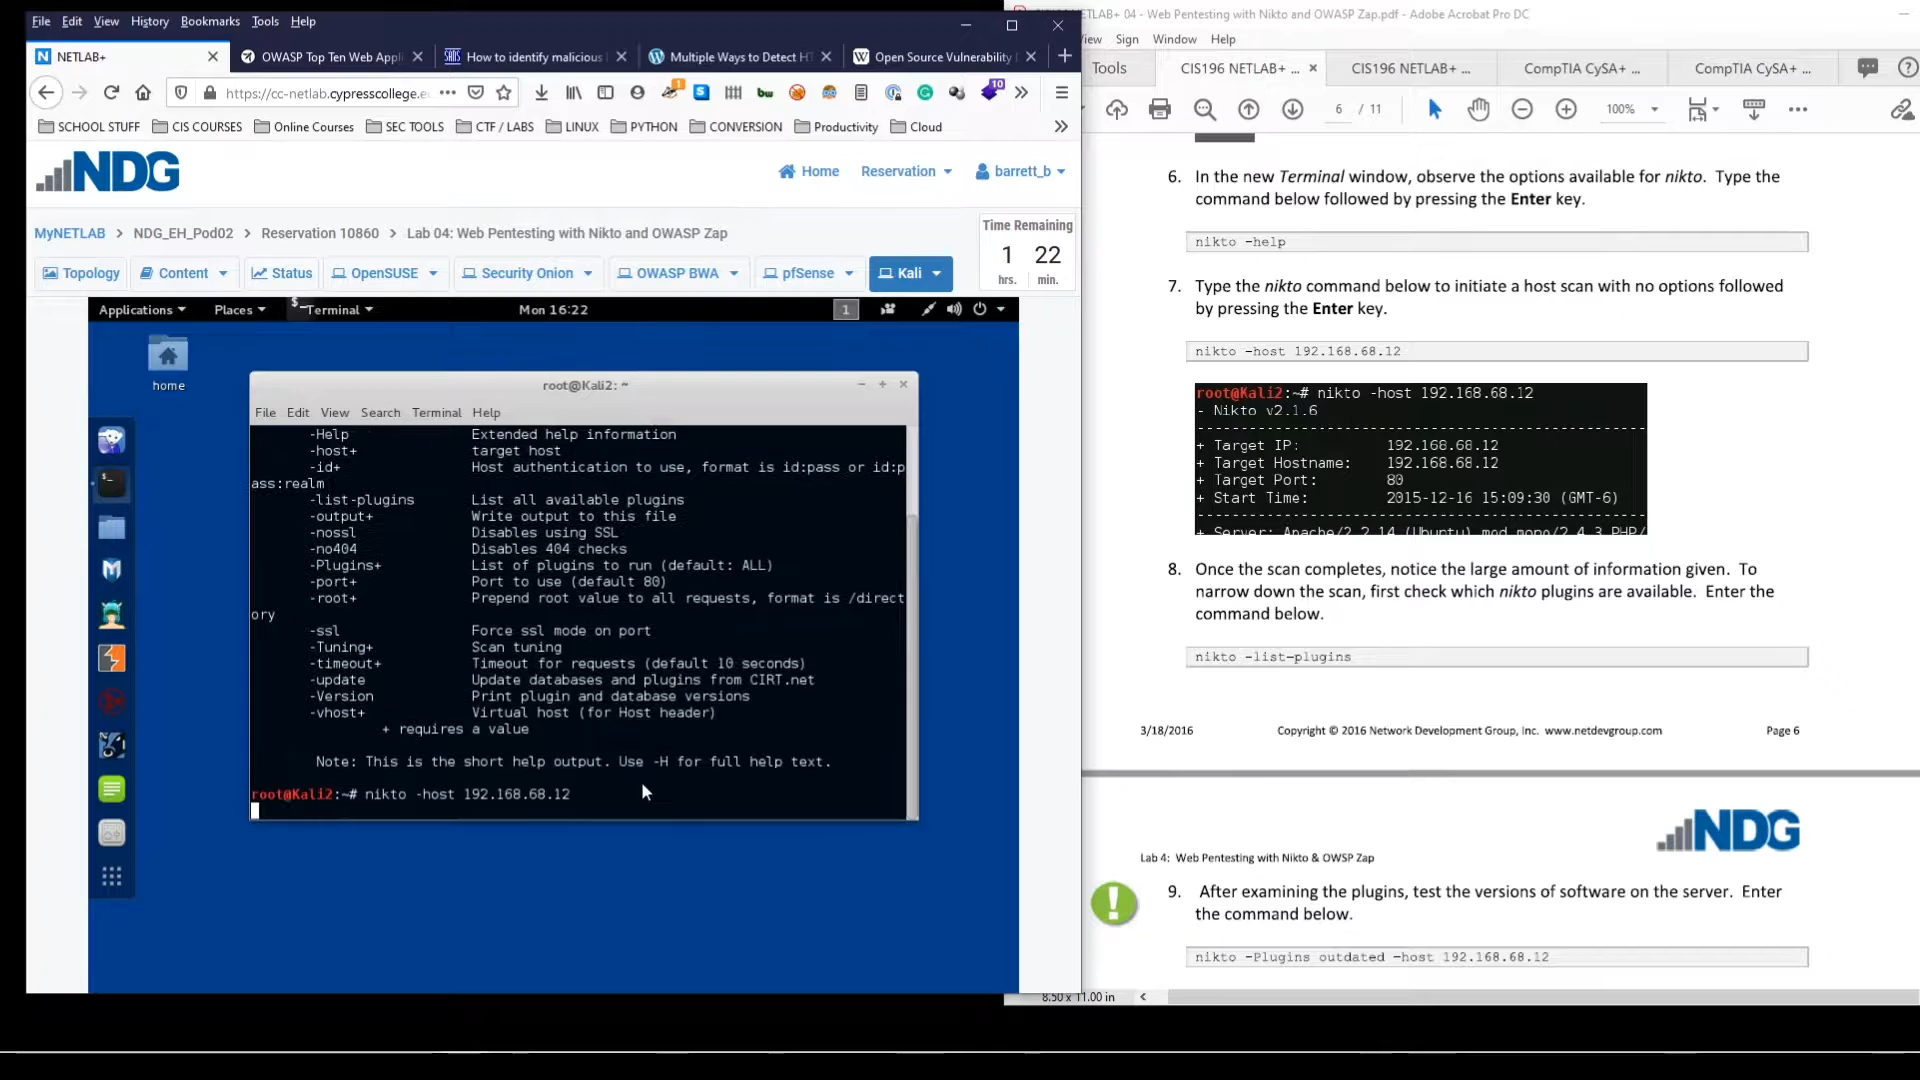 File Edit View History Bookmarks Tools Help
NETLAB+
OWASP Top Ten Web Appli
SANS How to identify malicious
Multiple Ways to Detect HT
W Open Source Vulnerability
https://cc-netlab.cypresscollege.e
1
10
SCHOOL STUFF CIS COURSES Online Courses SEC TOOLS CTF / LABS LINUX PYTHON CONVERSION Productivity Cloud
NDG
Home Reservation barrett_b
MyNETLAB > NDG_EH_Pod02 > Reservation 10860 > Lab 04: Web Pentesting with Nikto and OWASP Zap
Time Remaining
1 22
hrs. min.
Topology Content Status OpenSUSE Security Onion OWASP BWA pfSense Kali
Applications Places Terminal Mon 16:22 1
home
root@Kali2: ~
File Edit View Search Terminal Help
-Help Extended help information
-host+ target host
-id+ Host authentication to use, format is id:pass or id:p
ass:realm
-list-plugins List all available plugins
-output+ Write output to this file
-nossl Disables using SSL
-no404 Disables 404 checks
-Plugins+ List of plugins to run (default: ALL)
-port+ Port to use (default 80)
-root+ Prepend root value to all requests, format is /direct
ory
-ssl Force ssl mode on port
-Tuning+ Scan tuning
-timeout+ Timeout for requests (default 10 seconds)
-update Update databases and plugins from CIRT.net
-Version Print plugin and database versions
-vhost+ Virtual host (for Host header)
+ requires a value
Note: This is the short help output. Use -H for full help text.
root@Kali2:~# nikto -host 192.168.68.12
NETLAB+ 04 - Web Pentesting with Nikto and OWASP Zap.pdf - Adobe Acrobat Pro DC
View Sign Window Help
Tools CIS196 NETLAB+ ... CIS196 NETLAB+ ... CompTIA CySA+ ... CompTIA CySA+ ...
6 / 11 100%
6. In the new Terminal window, observe the options available for nikto. Type the
command below followed by pressing the Enter key.
nikto -help
7. Type the nikto command below to initiate a host scan with no options followed
by pressing the Enter key.
nikto -host 192.168.68.12
root@Kali2:~# nikto -host 192.168.68.12
- Nikto v2.1.6
+ Target IP: 192.168.68.12
+ Target Hostname: 192.168.68.12
+ Target Port: 80
+ Start Time: 2015-12-16 15:09:30 (GMT-6)
+ Server: Apache/2.2.14 (Ubuntu) mod_mono/2.4.3 PHP/
8. Once the scan completes, notice the large amount of information given. To
narrow down the scan, first check which nikto plugins are available. Enter the
command below.
nikto -list-plugins
3/18/2016 Copyright © 2016 Network Development Group, Inc. www.netdevgroup.com Page 6
NDG
Lab 4: Web Pentesting with Nikto & OWSP Zap
9. After examining the plugins, test the versions of software on the server. Enter
the command below.
nikto -Plugins outdated -host 192.168.68.12
8.50 x 11.00 in